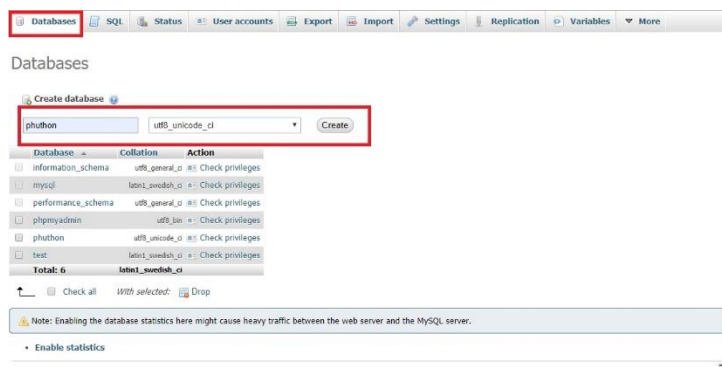 Databases SQL Status User accounts Export Import Settings Replication Variables More
Databases
Create database
phuthon utf8_unicode_ci Create
Database Collation Action
information_schema utf8_general_ci Check privileges
mysql latin1_swedish_ci Check privileges
performance_schema utf8_general_ci Check privileges
phpmyadmin utf8_bin Check privileges
phuthon utf8_unicode_ci Check privileges
test latin1_swedish_ci Check privileges
Total: 6 latin1_swedish_ci
Check all With selected: Drop
Note: Enabling the database statistics here might cause heavy traffic between the web server and the MySQL server.
• Enable statistics